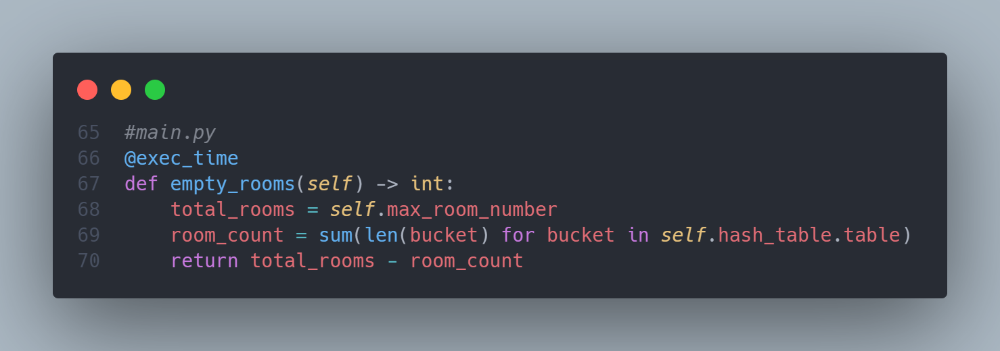 65 #main.py
66 @exec_time
67 def empty_rooms(self) -> int:
68     total_rooms = self.max_room_number
69     room_count = sum(len(bucket) for bucket in self.hash_table.table)
70     return total_rooms - room_count